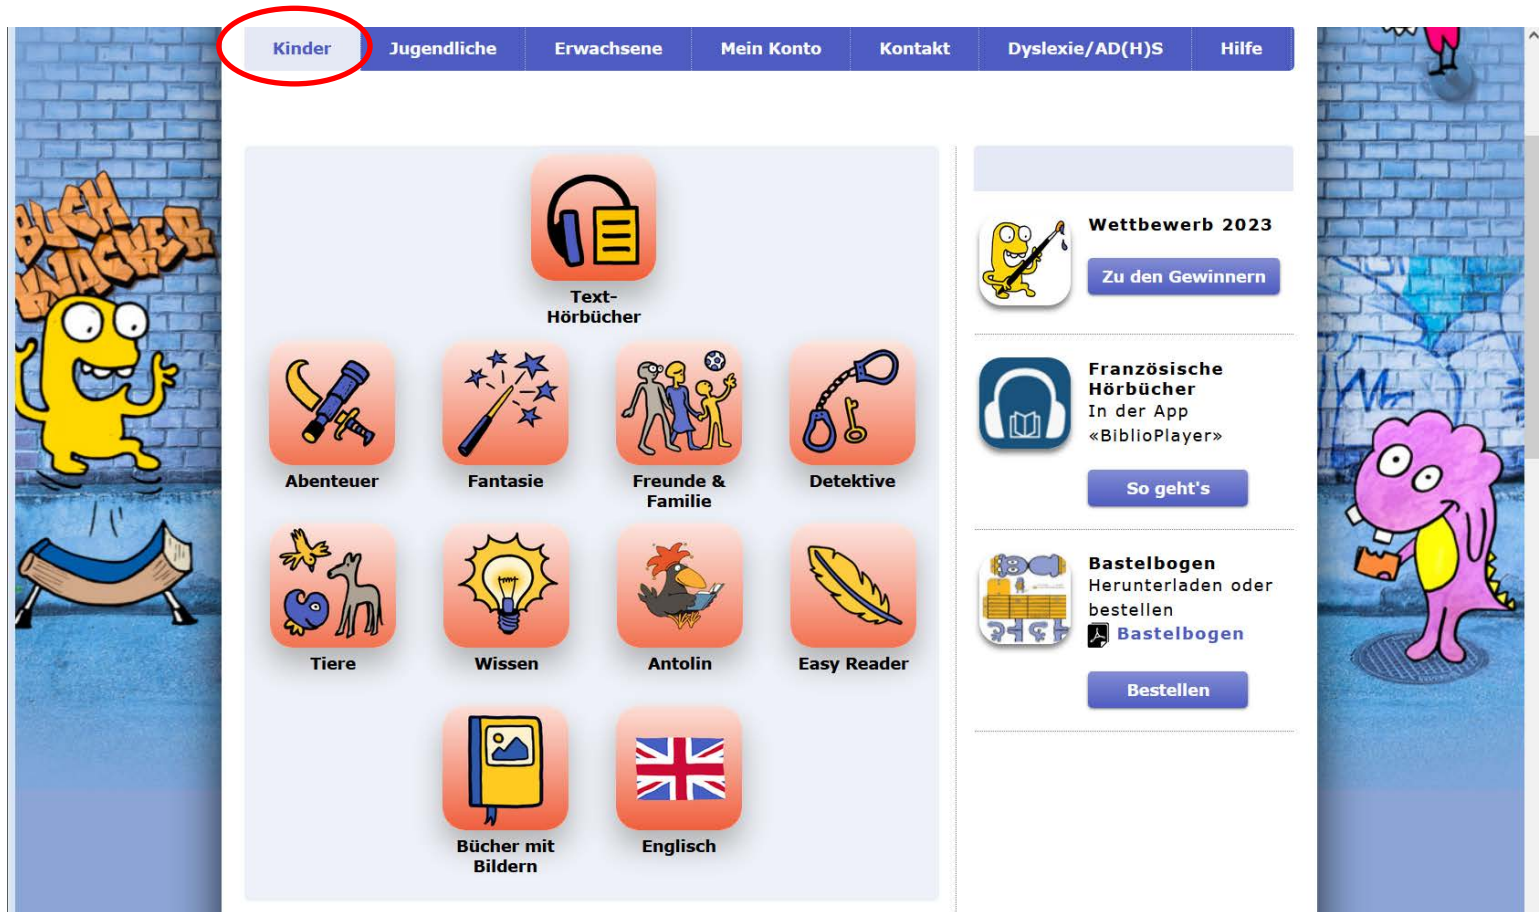 Kinder Jugendliche Erwachsene Mein Konto Kontakt Dyslexie/AD(H)S Hilfe
BUCH
KNACKER
Text-
Hörbücher
Abenteuer Fantasie Freunde &
Familie Detektive
Tiere Wissen Antolin Easy Reader
Bücher mit
Bildern Englisch
Wettbewerb 2023
Zu den Gewinnern
Französische
Hörbücher
In der App
«BiblioPlayer»
So geht's
Bastelbogen
Herunterladen oder
bestellen
Bastelbogen
Bestellen